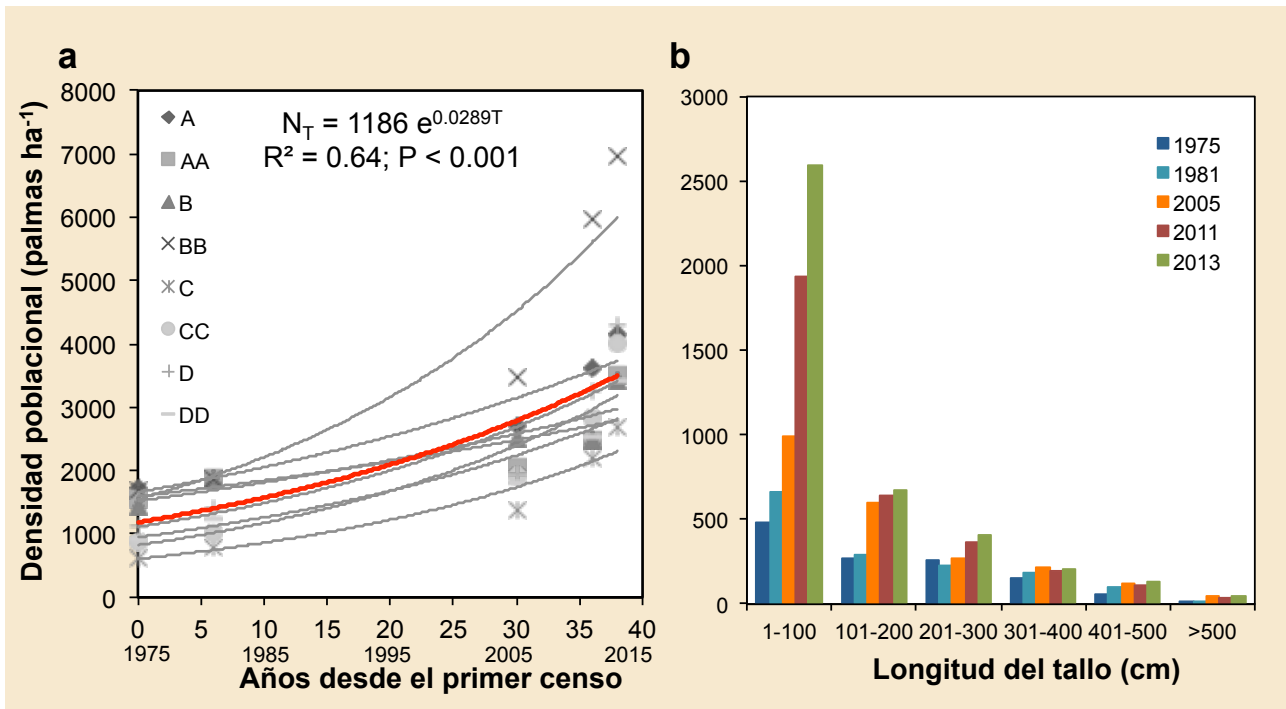 a
Densidad poblacional (palmas ha⁻¹)
8000
7000
6000
5000
4000
3000
2000
1000
0
A
AA
B
BB
C
CC
D
DD
N_T = 1186 e^0.0289T
R² = 0.64; P < 0.001
0 5 10 15 20 25 30 35 40
1975 1985 1995 2005 2015
Años desde el primer censo
b
3000
2500
2000
1500
1000
500
0
1975
1981
2005
2011
2013
1-100 101-200 201-300 301-400 401-500 >500
Longitud del tallo (cm)